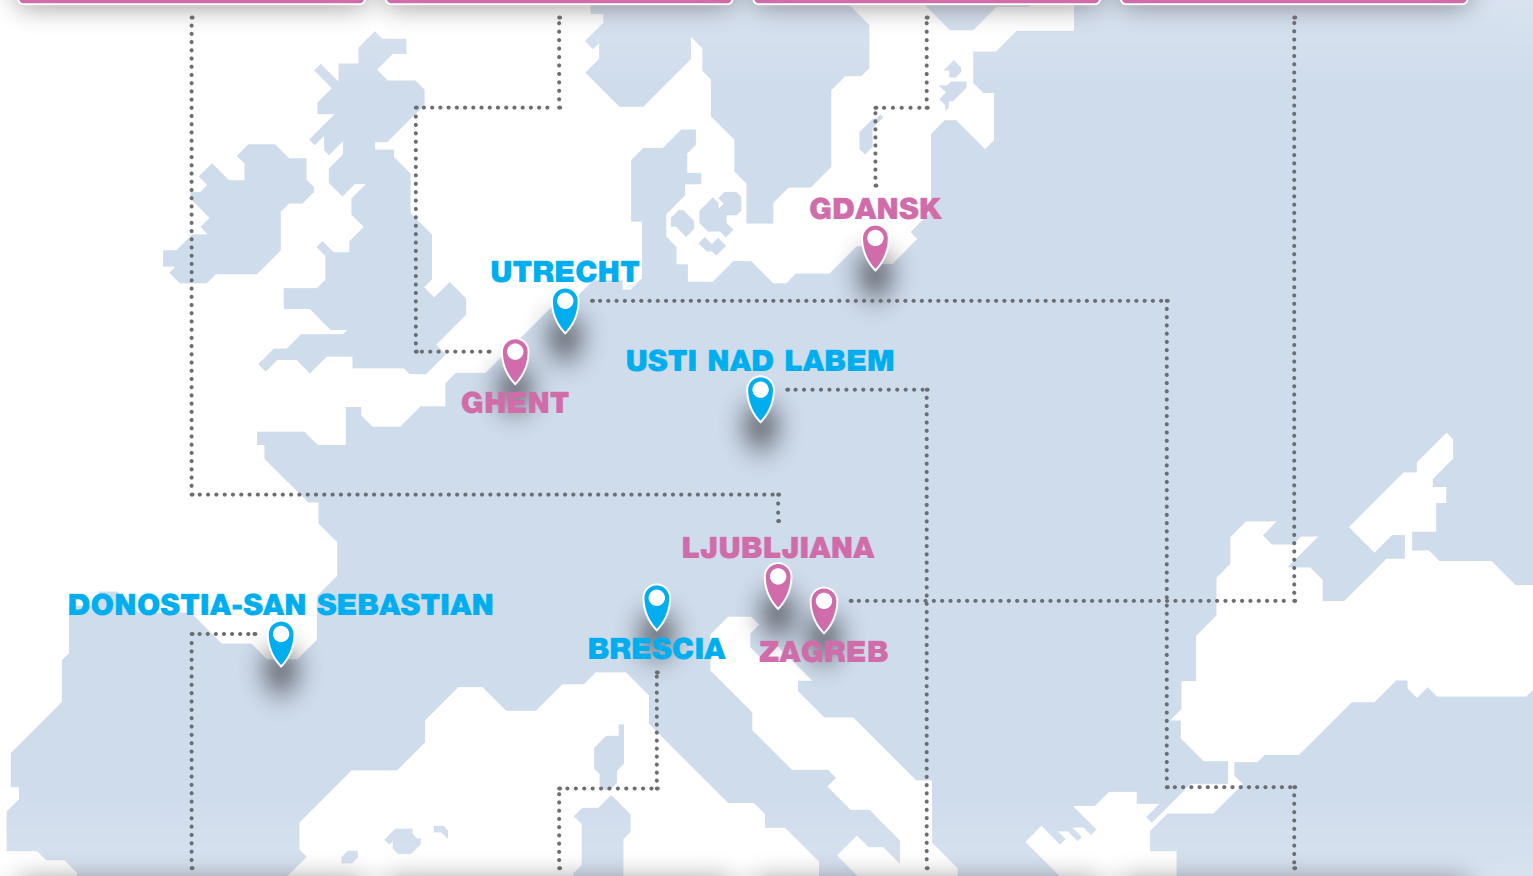 GDANSK
UTRECHT
USTI NAD LABEM
GHENT
LJUBLJIANA
DONOSTIA-SAN SEBASTIAN
BRESCIA
ZAGREB